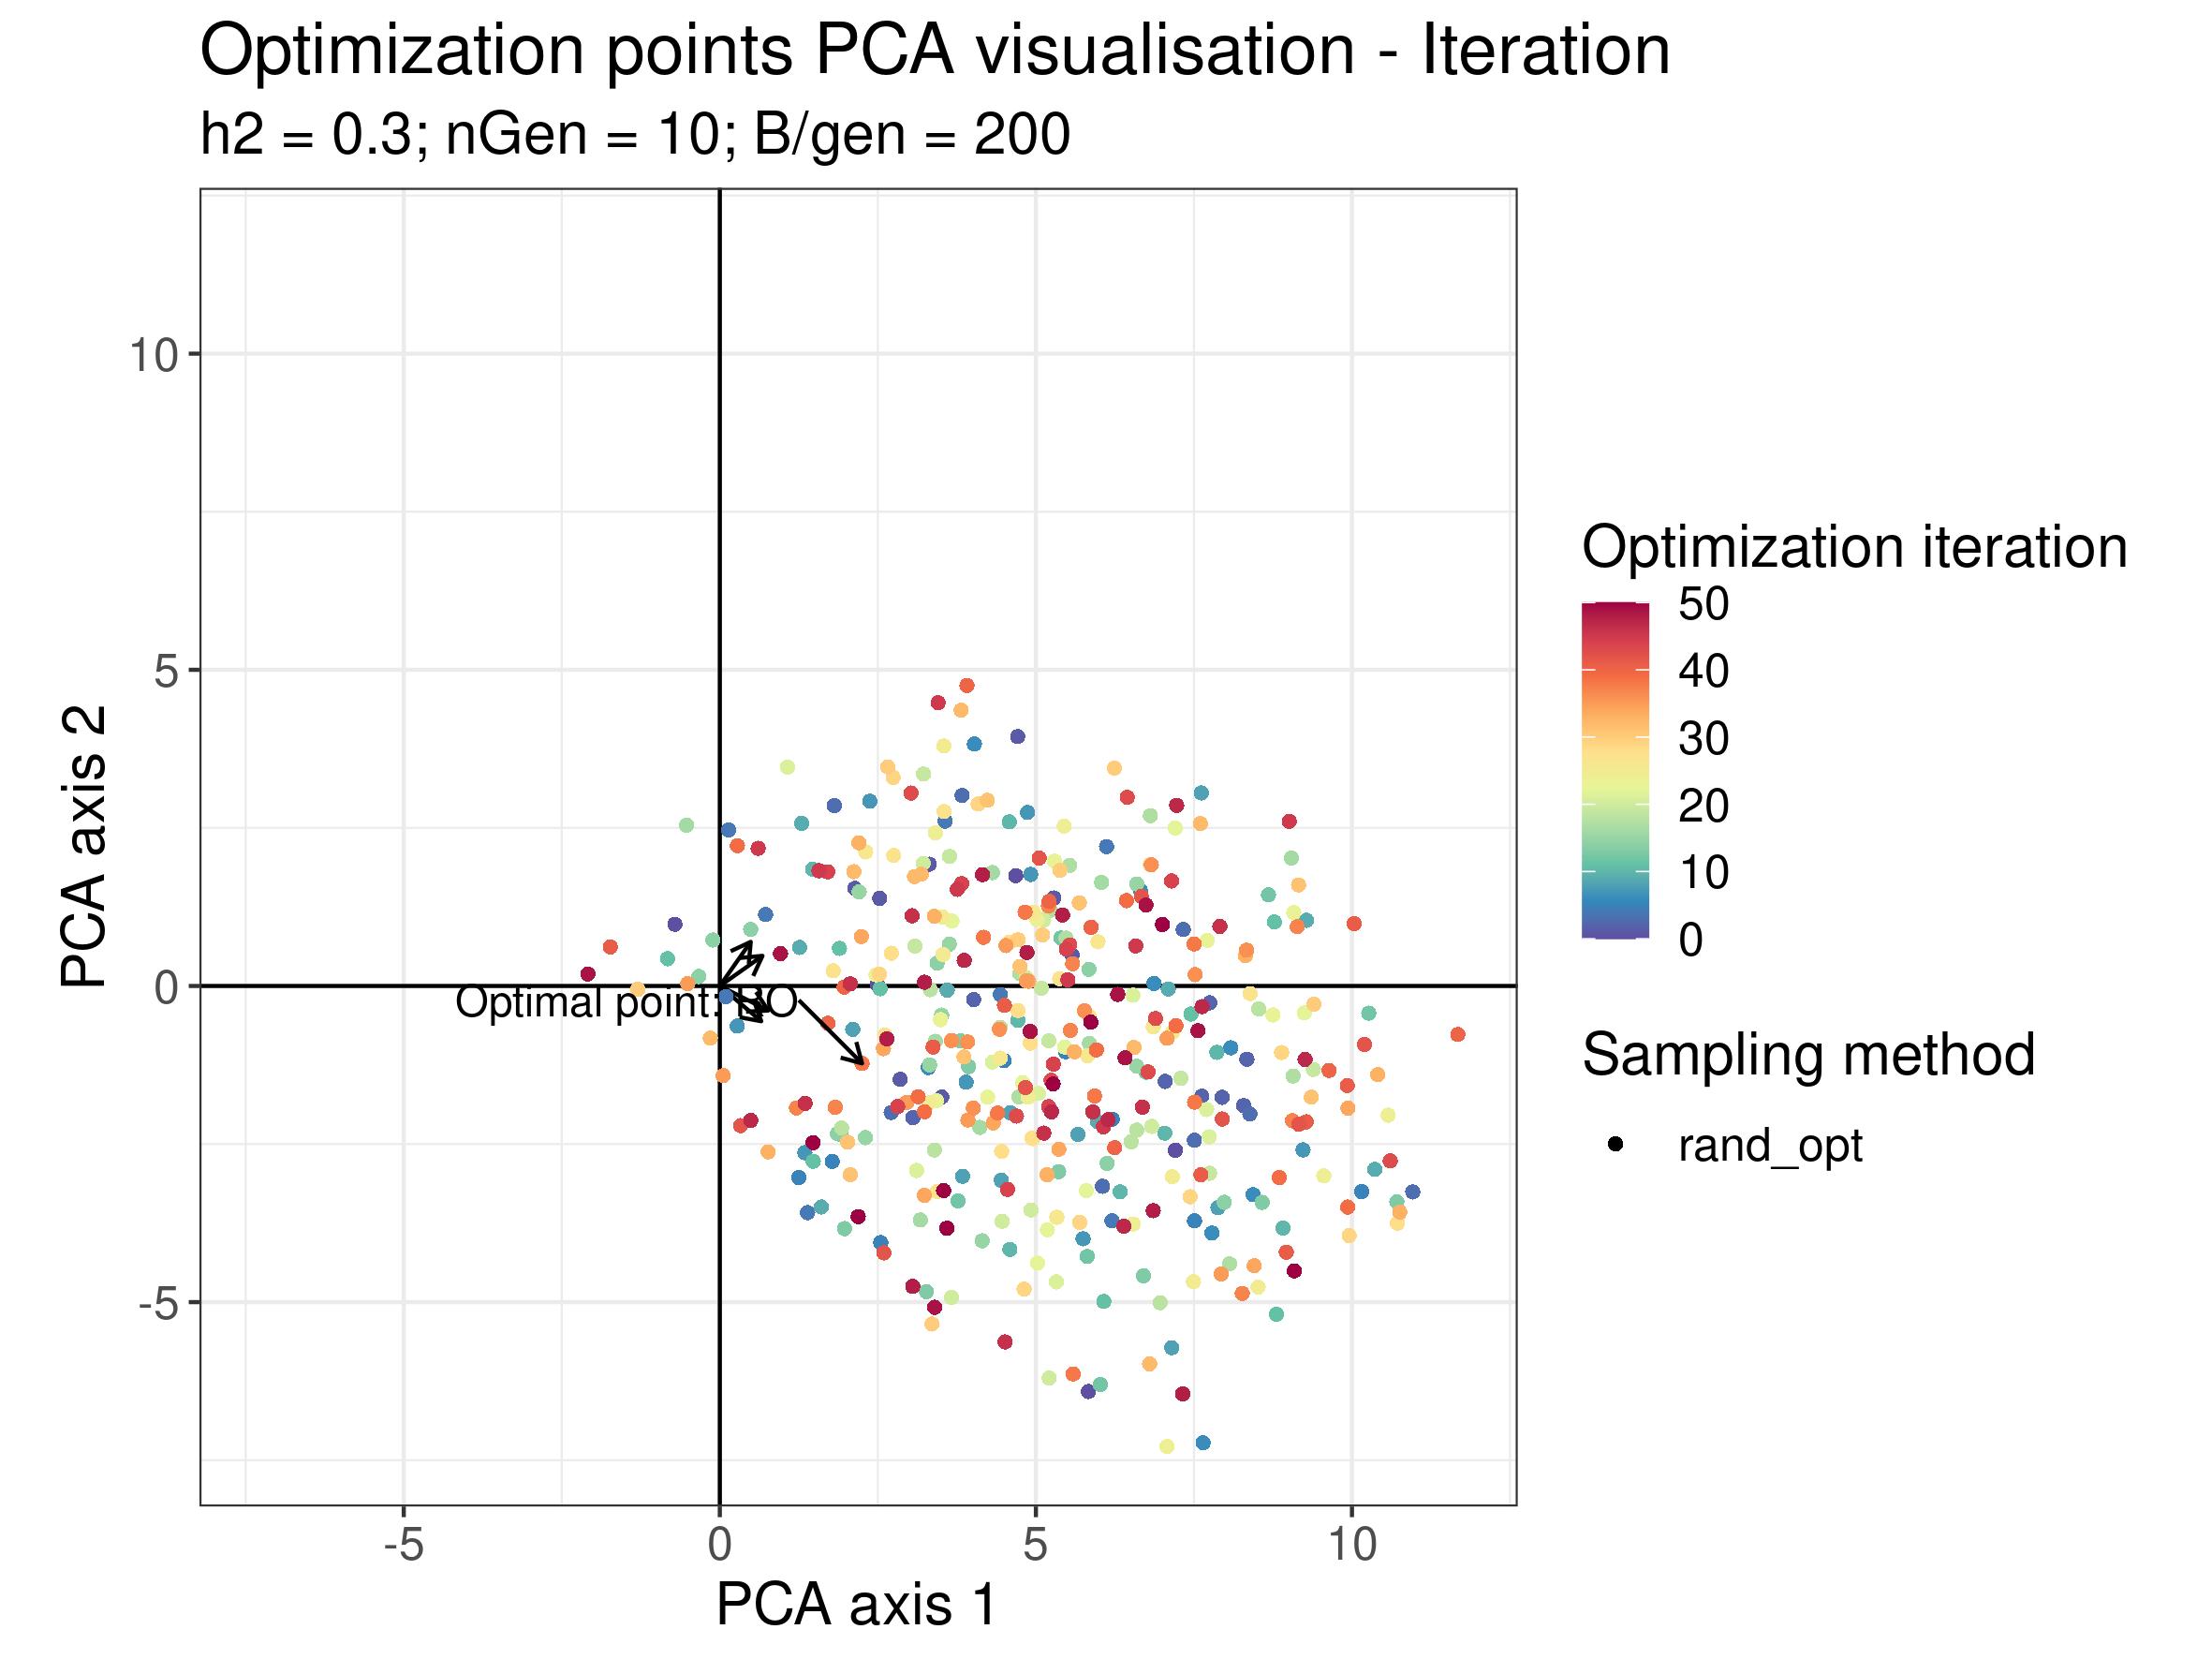 Optimization points PCA visualisation - Iteration
h2 = 0.3; nGen = 10; B/gen = 200
PCA axis 2
10
5
0
-5
Optimal point: BO
-5
0
5
10
PCA axis 1
Optimization iteration
50
40
30
20
10
0
Sampling method
rand_opt